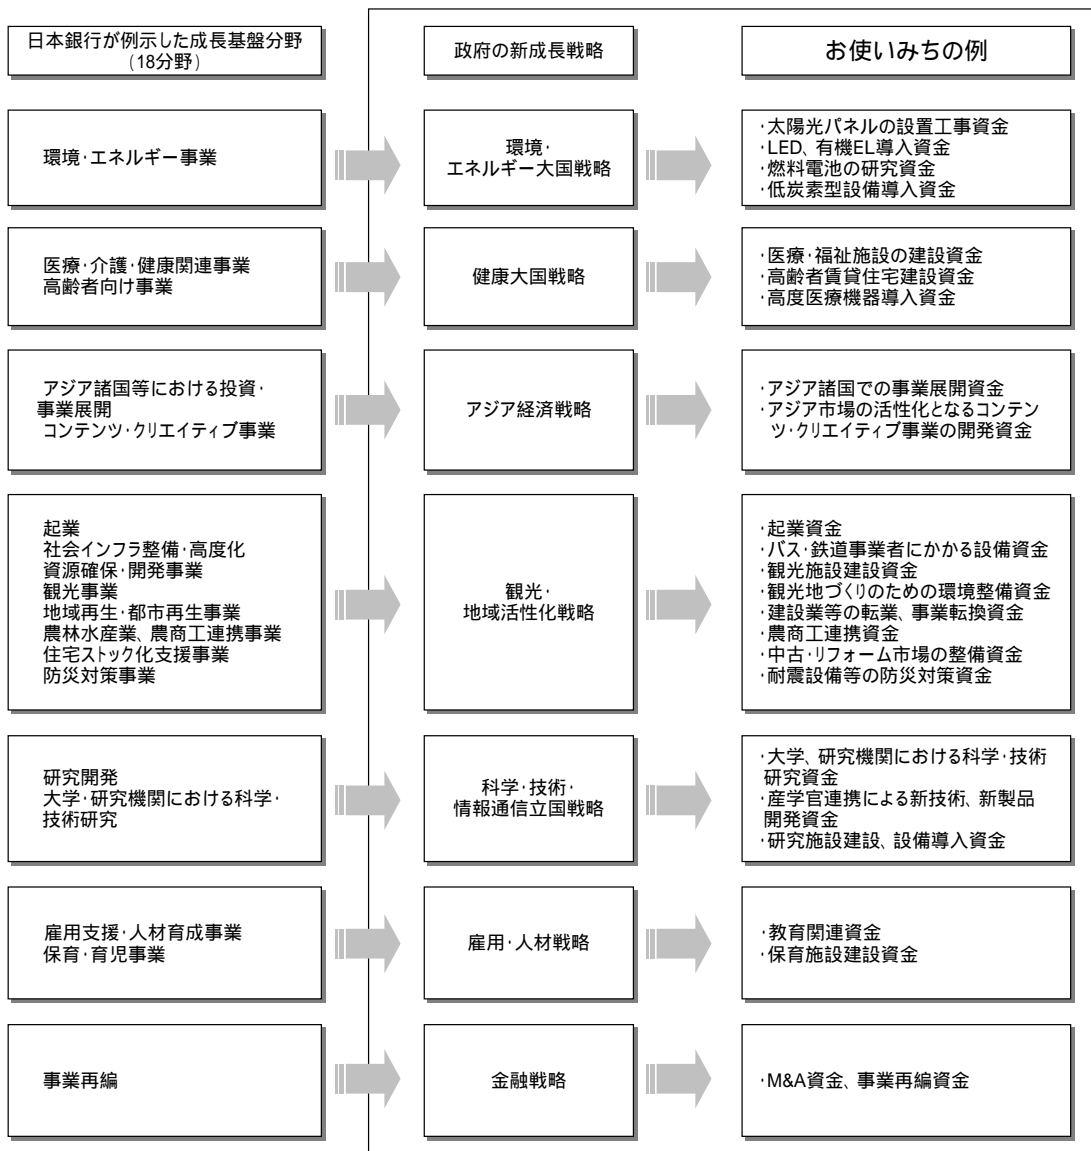 日本銀行が例示した成長基盤分野
(18分野)
政府の新成長戦略
お使いみちの例
環境・エネルギー事業
環境・
エネルギー大国戦略
・太陽光パネルの設置工事資金
・LED、有機EL導入資金
・燃料電池の研究資金
・低炭素型設備導入資金
医療・介護・健康関連事業
高齢者向け事業
健康大国戦略
・医療・福祉施設の建設資金
・高齢者賃貸住宅建設資金
・高度医療機器導入資金
アジア諸国等における投資・
事業展開
コンテンツ・クリエイティブ事業
アジア経済戦略
・アジア諸国での事業展開資金
・アジア市場の活性化となるコンテン
ツ・クリエイティブ事業の開発資金
起業
社会インフラ整備・高度化
資源確保・開発事業
観光事業
地域再生・都市再生事業
農林水産業、農商工連携事業
住宅ストック化支援事業
防災対策事業
観光・
地域活性化戦略
・起業資金
・バス・鉄道事業者にかかる設備資金
・観光施設建設資金
・観光地づくりのための環境整備資金
・建設業等の転業、事業転換資金
・農商工連携資金
・中古・リフォーム市場の整備資金
・耐震設備等の防災対策資金
研究開発
大学・研究機関における科学・
技術研究
科学・技術・
情報通信立国戦略
・大学、研究機関における科学・技術
研究資金
・産学官連携による新技術、新製品
開発資金
・研究施設建設、設備導入資金
雇用支援・人材育成事業
保育・育児事業
雇用・人材戦略
・教育関連資金
・保育施設建設資金
事業再編
金融戦略
・M&A資金、事業再編資金